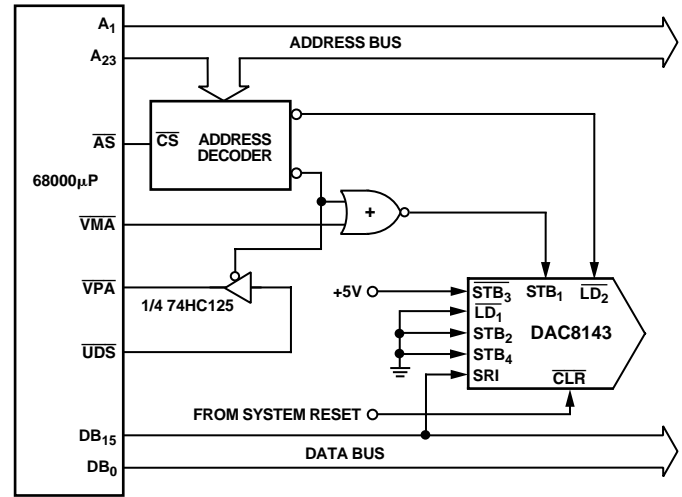 A1
ADDRESS BUS
A23
AS
CS
ADDRESS
DECODER
68000µP
VMA
+
VPA
1/4 74HC125
+5V
STB3
STB1
LD2
LD1
STB2
DAC8143
UDS
STB4
SRI
CLR
FROM SYSTEM RESET
DB15
DATA BUS
DB0